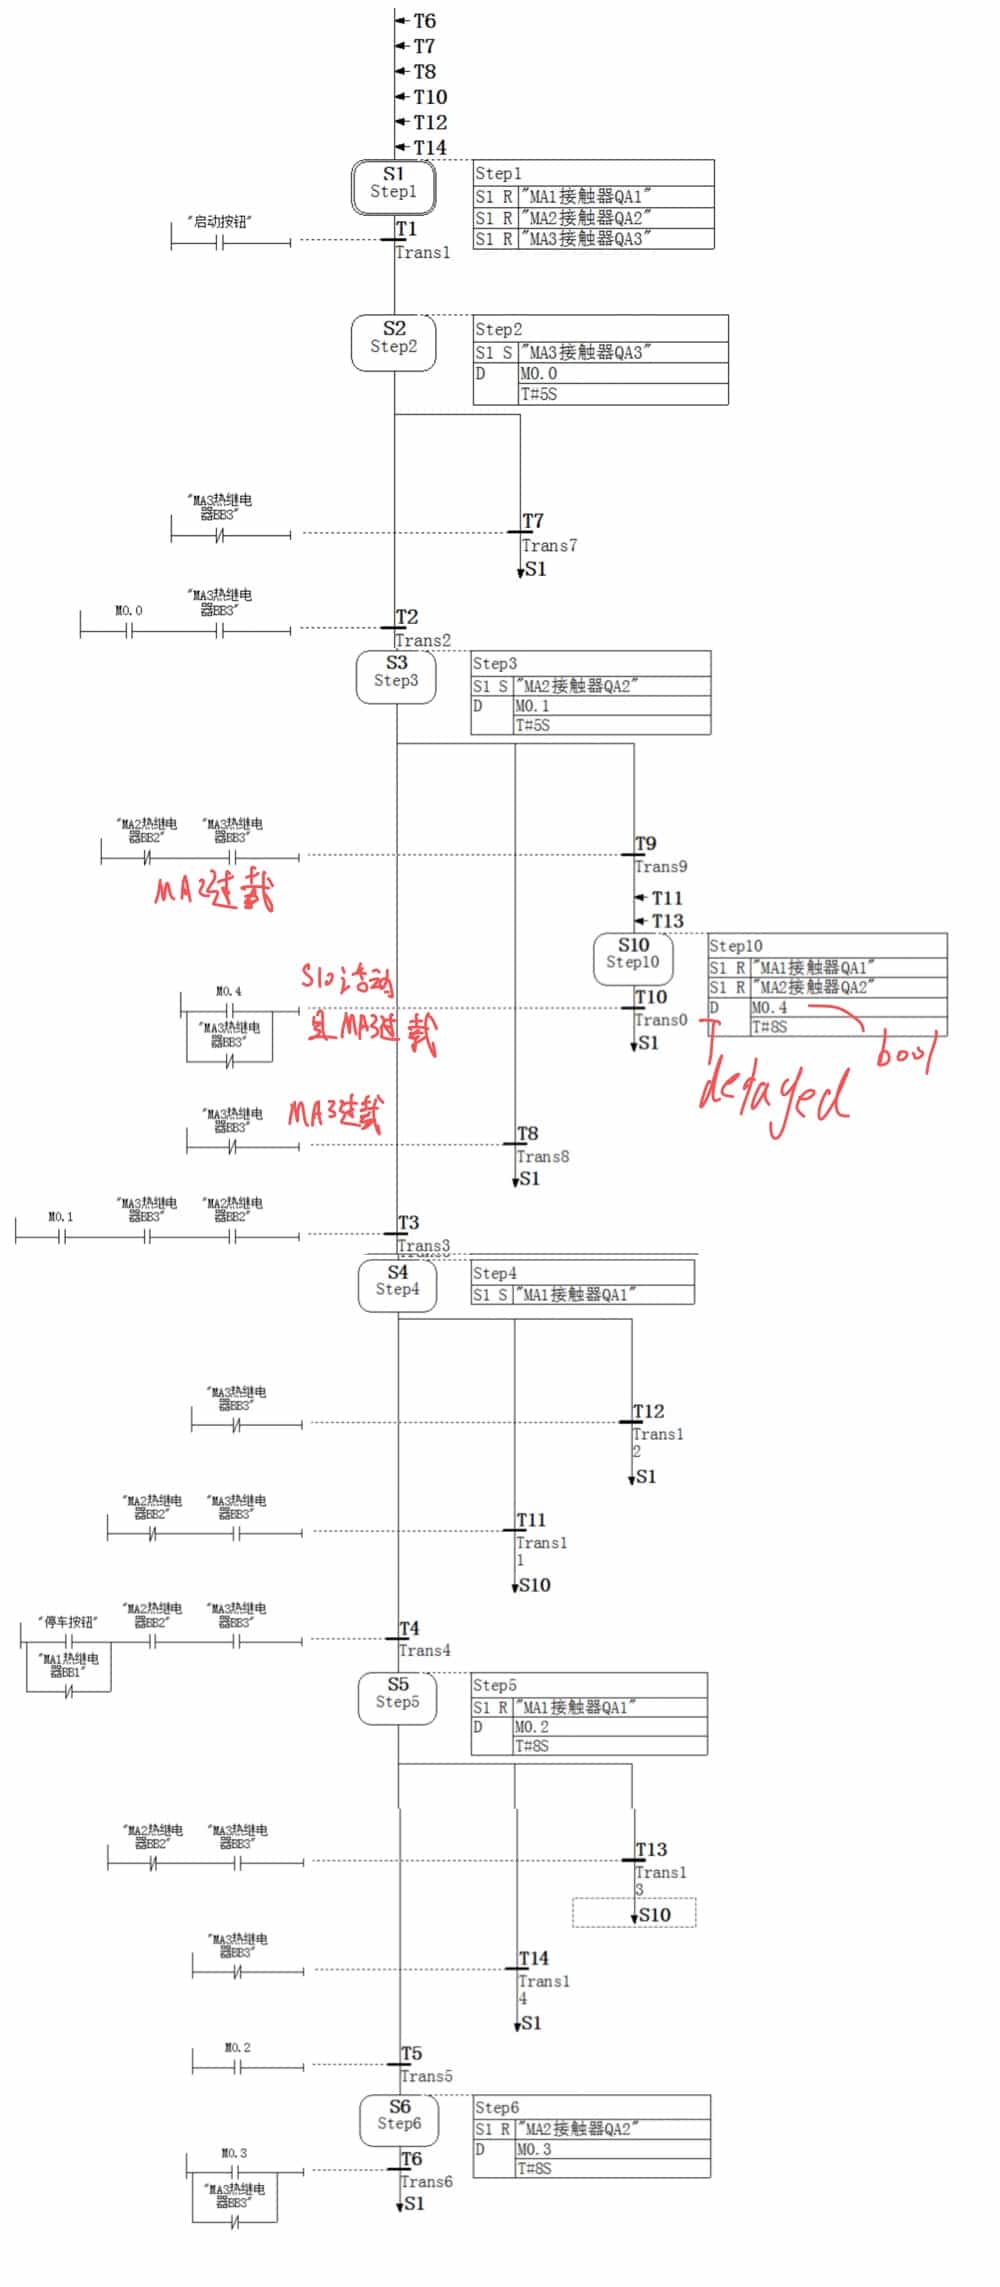 T6
T7
T8
T10
T12
T14
S1
Step1
Step1
S1 R "MA1接触器QA1"
S1 R "MA2接触器QA2"
S1 R "MA3接触器QA3"
"启动按钮"
T1
Trans1
S2
Step2
Step2
S1 S "MA3接触器QA3"
D M0.0
T#5S
"MA3热继电
器BB3"
T7
Trans7
S1
M0.0
"MA3热继电
器BB3"
T2
Trans2
S3
Step3
Step3
S1 S "MA2接触器QA2"
D M0.1
T#5S
"MA2热继电
器BB2"
"MA3热继电
器BB3"
T9
Trans9
MA2过载
T11
T13
S10
Step10
Step10
S1 R "MA1接触器QA1"
S1 R "MA2接触器QA2"
D M0.4
T#8S
S10活动
且MA3过载
M0.4
"MA3热继电
器BB3"
T10
Trans0
S1
delayed
bool
"MA3热继电
器BB3"
MA3过载
T8
Trans8
S1
M0.1
"MA3热继电
器BB3"
"MA2热继电
器BB2"
T3
Trans3
S4
Step4
Step4
S1 S "MA1接触器QA1"
"MA3热继电
器BB3"
T12
Trans1
2
S1
"MA2热继电
器BB2"
"MA3热继电
器BB3"
T11
Trans1
1
S10
"停车按钮"
"MA1热继电
器BB1"
"MA2热继电
器BB2"
"MA3热继电
器BB3"
T4
Trans4
S5
Step5
Step5
S1 R "MA1接触器QA1"
D M0.2
T#8S
"MA2热继电
器BB2"
"MA3热继电
器BB3"
T13
Trans1
3
S10
"MA3热继电
器BB3"
T14
Trans1
4
S1
M0.2
T5
Trans5
S6
Step6
Step6
S1 R "MA2接触器QA2"
D M0.3
T#8S
M0.3
"MA3热继电
器BB3"
T6
Trans6
S1